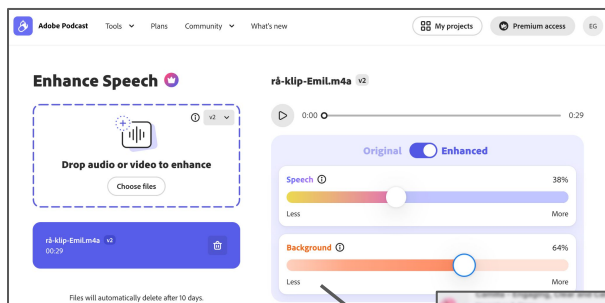 Adobe Podcast Tools Plans Community What's new My projects Premium access EG
Enhance Speech
v2
Drop audio or video to enhance
Choose files
rå-klip-Emil.m4a v2
00:29
Files will automatically delete after 10 days.
rå-klip-Emil.m4a v2
0:00 0:29
Original Enhanced
Speech 38%
Less More
Background 64%
Less More